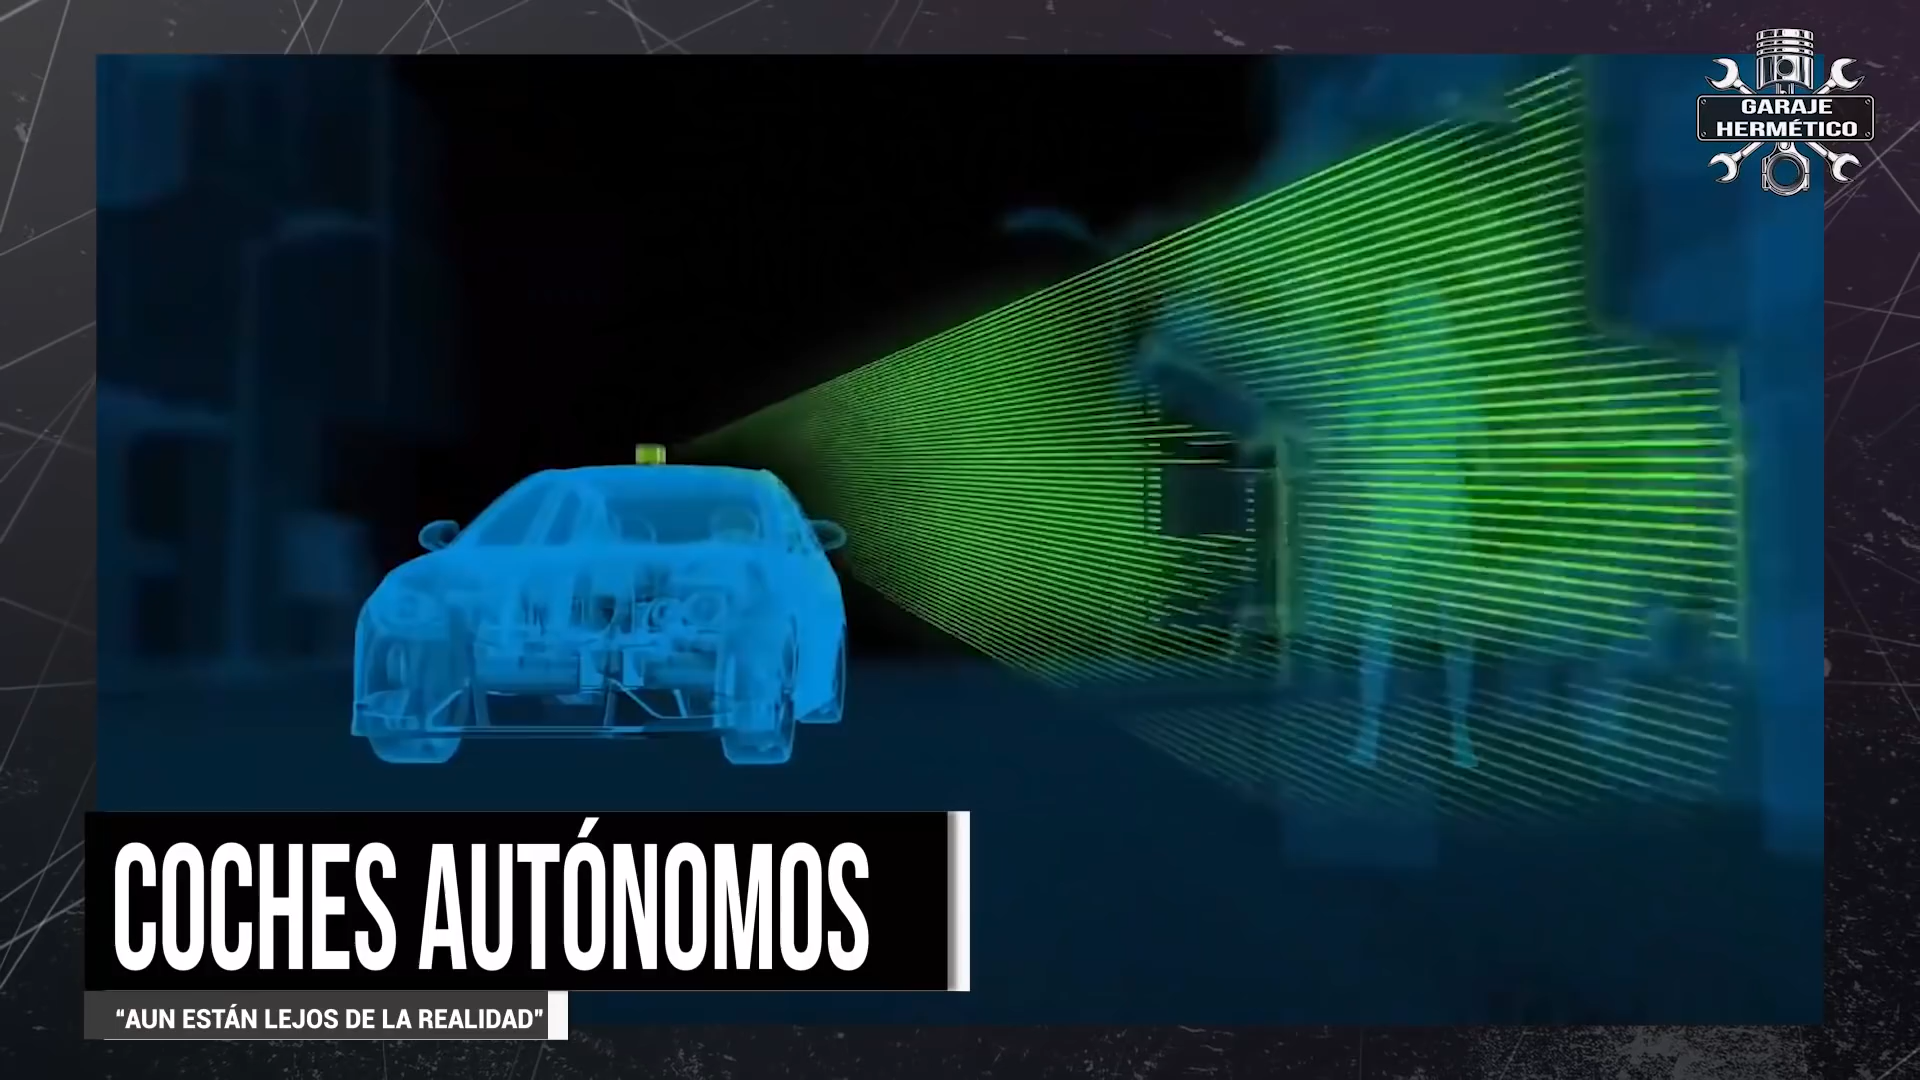 GARAJE
HERMÉTICO
COCHES AUTÓNOMOS
“AUN ESTÁN LEJOS DE LA REALIDAD”